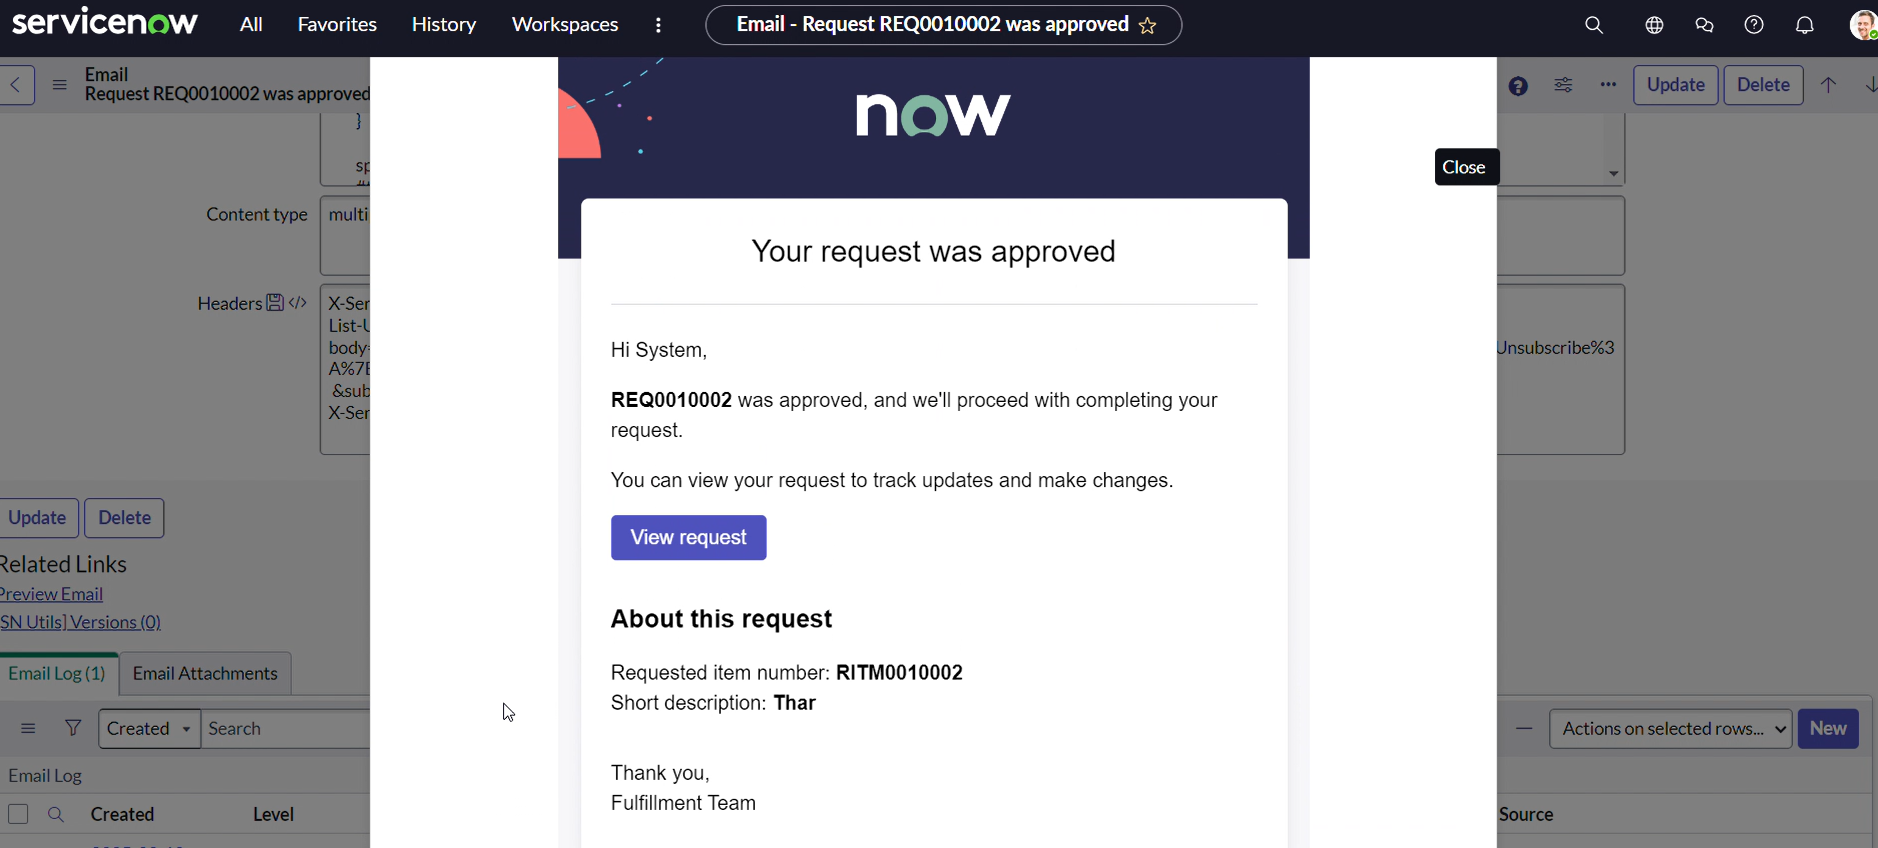 servicenow
All
Favorites
History
Workspaces
Email - Request REQ0010002 was approved
Email
Request REQ0010002 was approved
Update
Delete
}
sp
Content type
multi
Headers
</>
X-Ser
List-U
body=
A%7E
&sub
X-Ser
Unsubscribe%3
Update
Delete
Related Links
Preview Email
[SN Utils] Versions (0)
Email Log (1)
Email Attachments
Created
Search
Actions on selected rows...
New
Email Log
Created
Level
Source
Close
now
Your request was approved
Hi System,
REQ0010002 was approved, and we'll proceed with completing your
request.
You can view your request to track updates and make changes.
View request
About this request
Requested item number: RITM0010002
Short description: Thar
Thank you,
Fulfillment Team